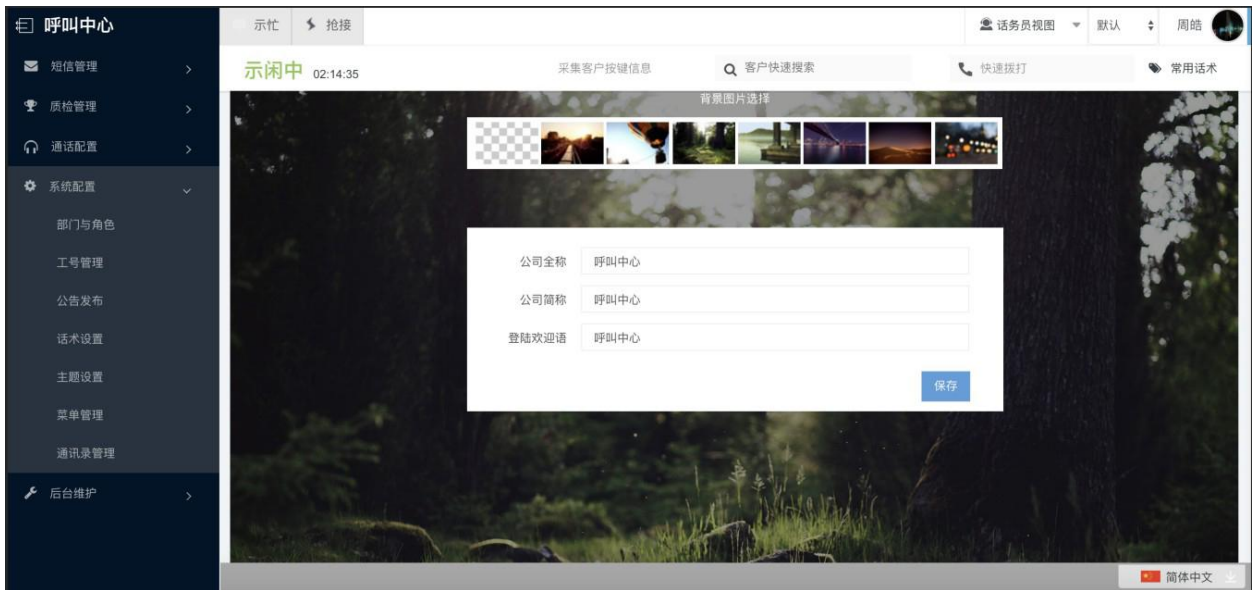 呼叫中心
示忙
抢接
话务员视图
默认
周皓
短信管理
示闲中 02:14:35
采集客户按键信息
客户快速搜索
快速拨打
常用话术
质检管理
背景图片选择
通话配置
系统配置
部门与角色
工号管理
公司全称 呼叫中心
公告发布
公司简称 呼叫中心
话术设置
登陆欢迎语 呼叫中心
主题设置
保存
菜单管理
通讯录管理
后台维护
简体中文